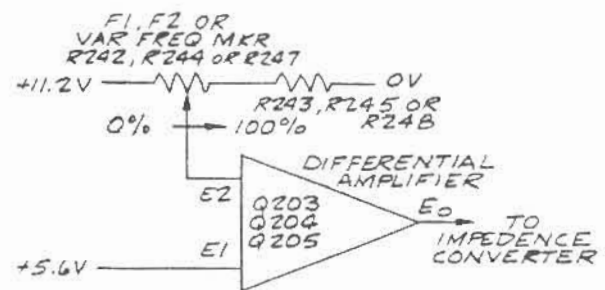 F1, F2 OR
VAR FREQ MKR
R242, R244 OR R247
+11.2V
0V
R243, R245 OR
R248
0%
100%
DIFFERENTIAL
AMPLIFIER
E2
Q203
Q204
Q205
EO
TO
IMPEDENCE
CONVERTER
E1
+5.6V